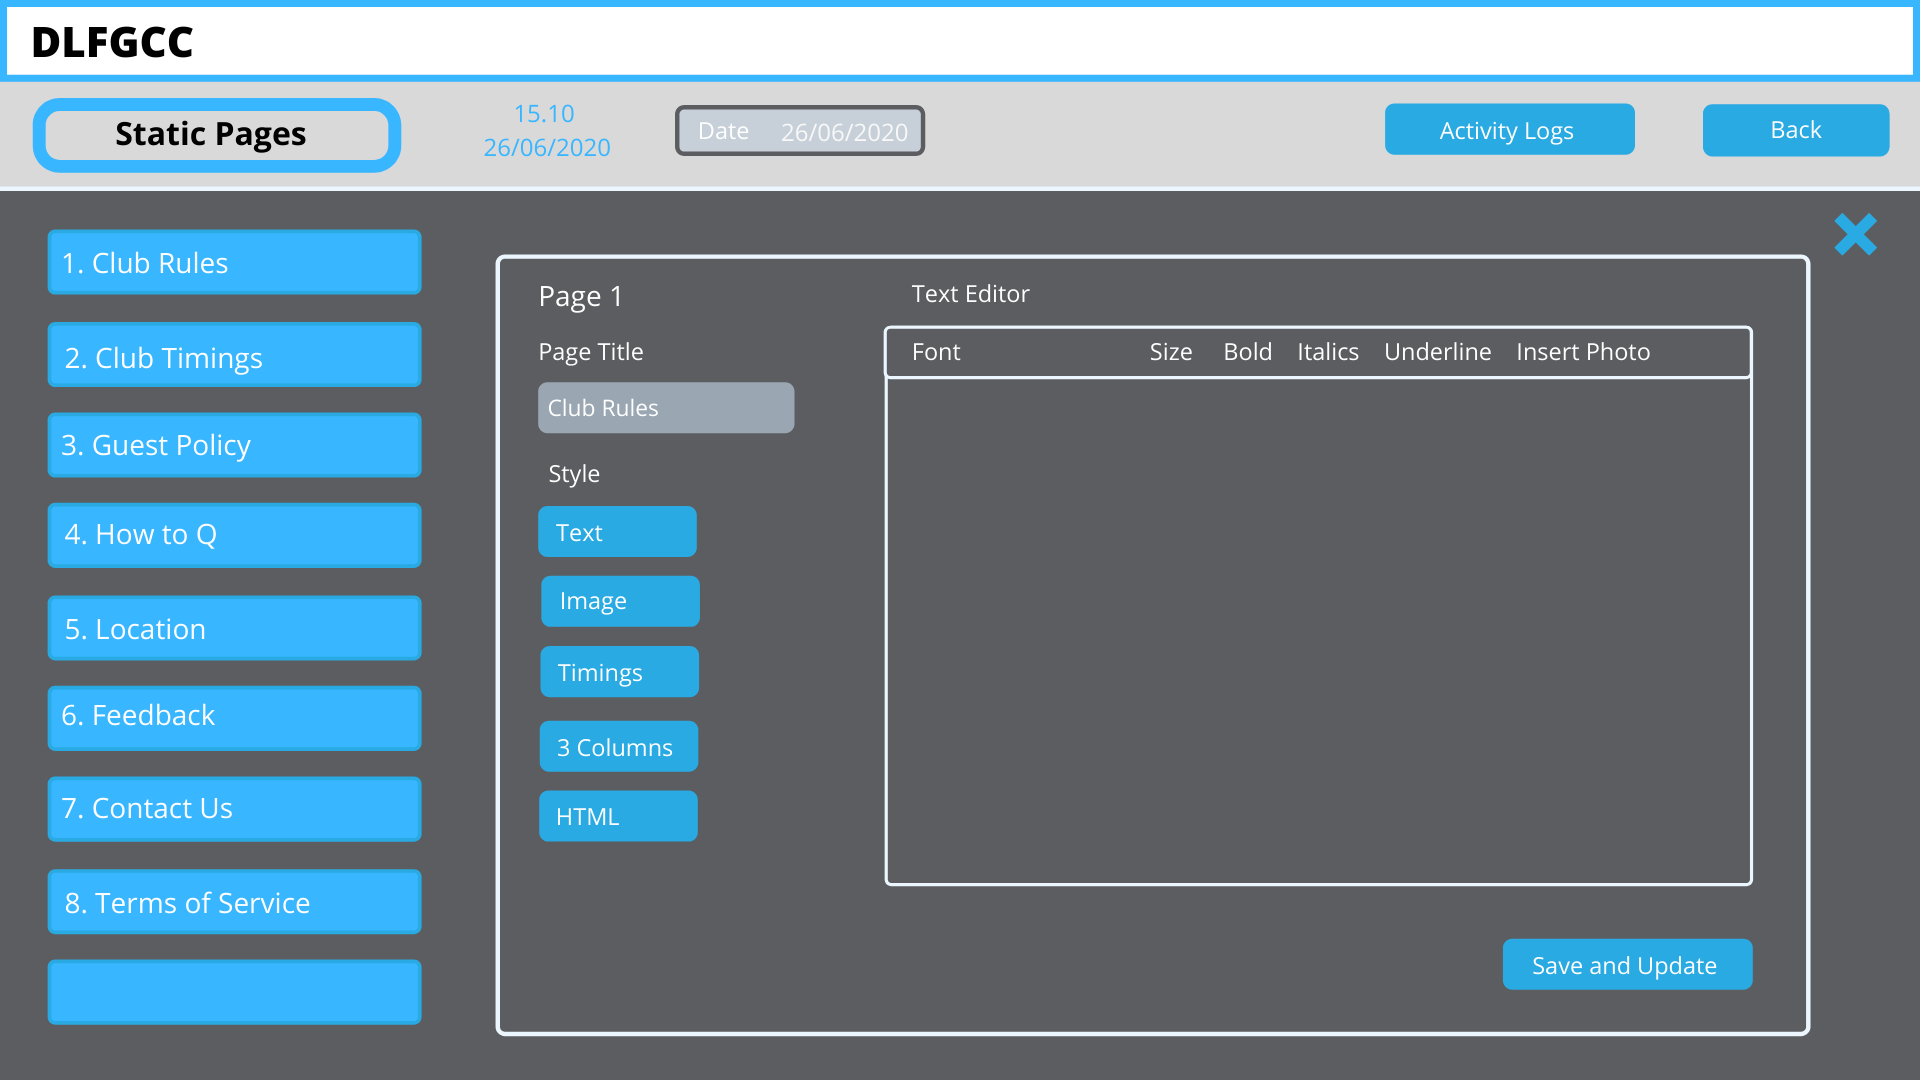 DLFGCC
Static Pages
15.10
26/06/2020
Date 26/06/2020
Activity Logs
Back
1. Club Rules
2. Club Timings
3. Guest Policy
4. How to Q
5. Location
6. Feedback
7. Contact Us
8. Terms of Service
Page 1
Page Title
Club Rules
Style
Text
Image
Timings
3 Columns
HTML
Text Editor
Font Size Bold Italics Underline Insert Photo
Save and Update